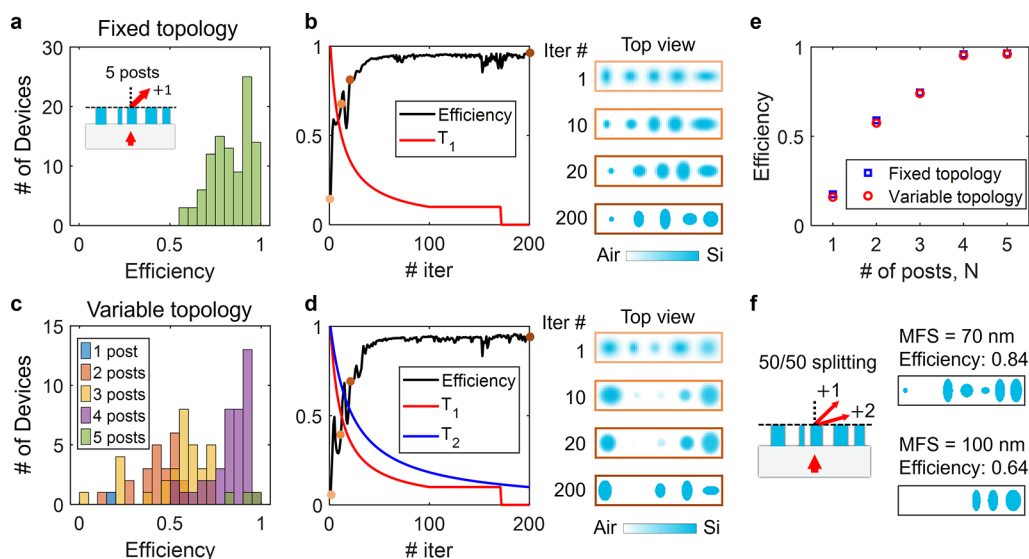 a
Fixed topology
30
20
10
0
# of Devices
5 posts
+1
0
0.5
1
Efficiency
b
1
0.5
0
Efficiency
T1
0
100
200
# iter
Iter #
Top view
1
10
20
200
Air
Si
e
1
0.5
0
Efficiency
Fixed topology
Variable topology
1
2
3
4
5
# of posts, N
c
Variable topology
15
10
5
0
# of Devices
1 post
2 posts
3 posts
4 posts
5 posts
0
0.5
1
Efficiency
d
1
0.5
0
Efficiency
T1
T2
0
100
200
# iter
Iter #
Top view
1
10
20
200
Air
Si
f
50/50 splitting
+1
+2
MFS = 70 nm
Efficiency: 0.84
MFS = 100 nm
Efficiency: 0.64